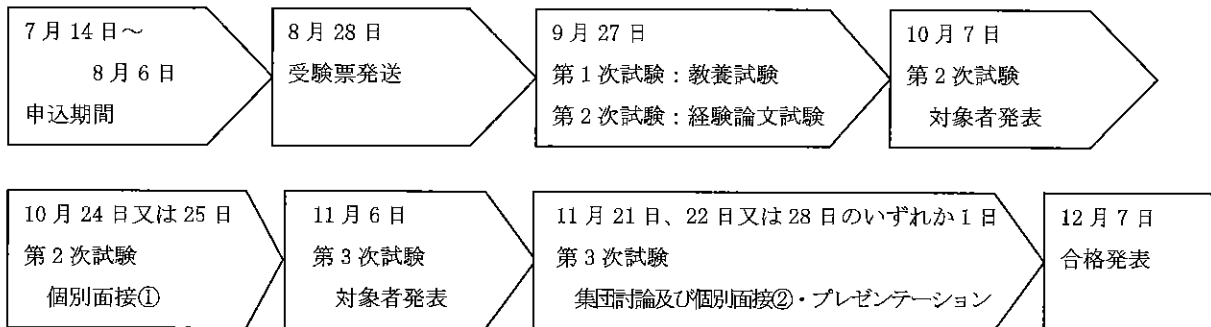 7月14日~
8月6日
申込期間
8月28日
受験票発送
9月27日
第1次試験：教養試験
第2次試験：経験論文試験
10月7日
第2次試験
対象者発表
10月24日又は25日
第2次試験
個別面接①
11月6日
第3次試験
対象者発表
11月21日、22日又は28日のいずれか1日
第3次試験
集団討論及び個別面接②・プレゼンテーション
12月7日
合格発表